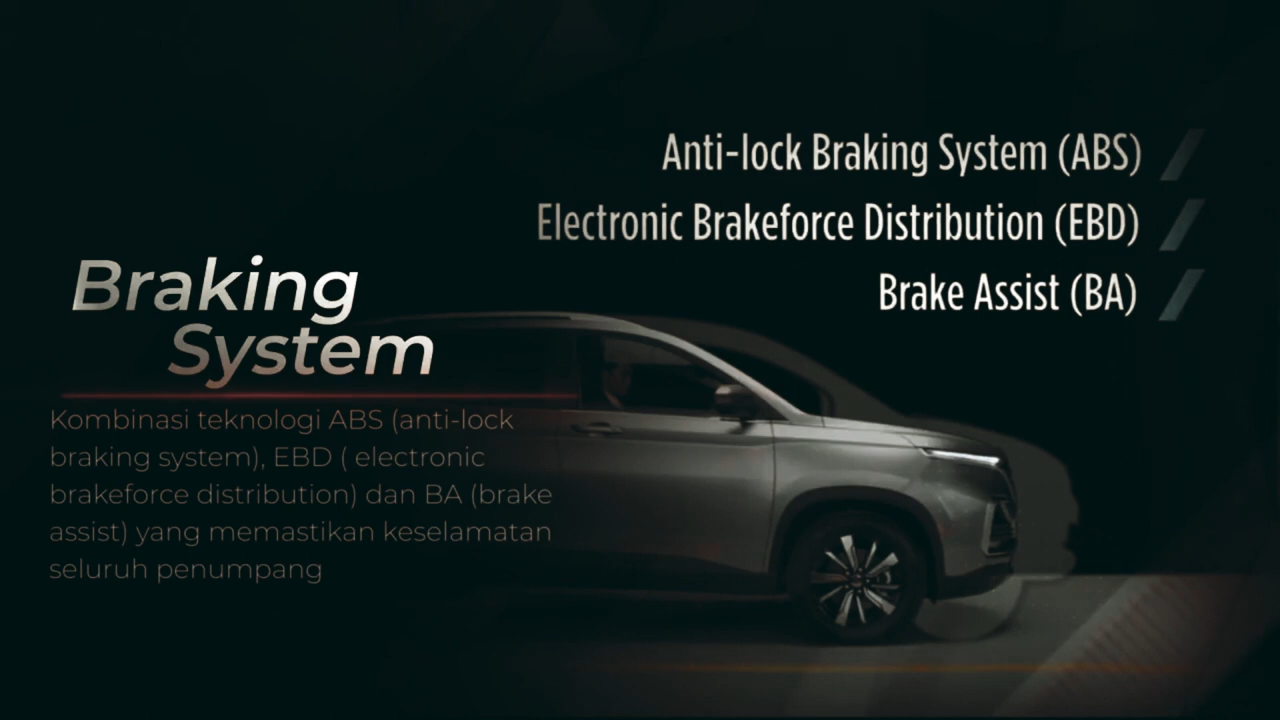 Anti-lock Braking System (ABS)
Electronic Brakeforce Distribution (EBD)
Brake Assist (BA)
Braking
System
Kombinasi teknologi ABS (anti-lock
braking system), EBD ( electronic
brakeforce distribution) dan BA (brake
assist) yang memastikan keselamatan
seluruh penumpang